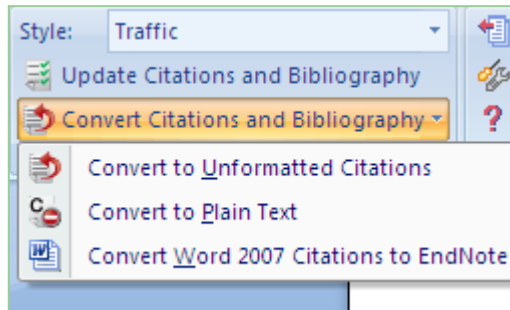 Style: Traffic
Update Citations and Bibliography
Convert Citations and Bibliography
Convert to Unformatted Citations
Convert to Plain Text
Convert Word 2007 Citations to EndNote